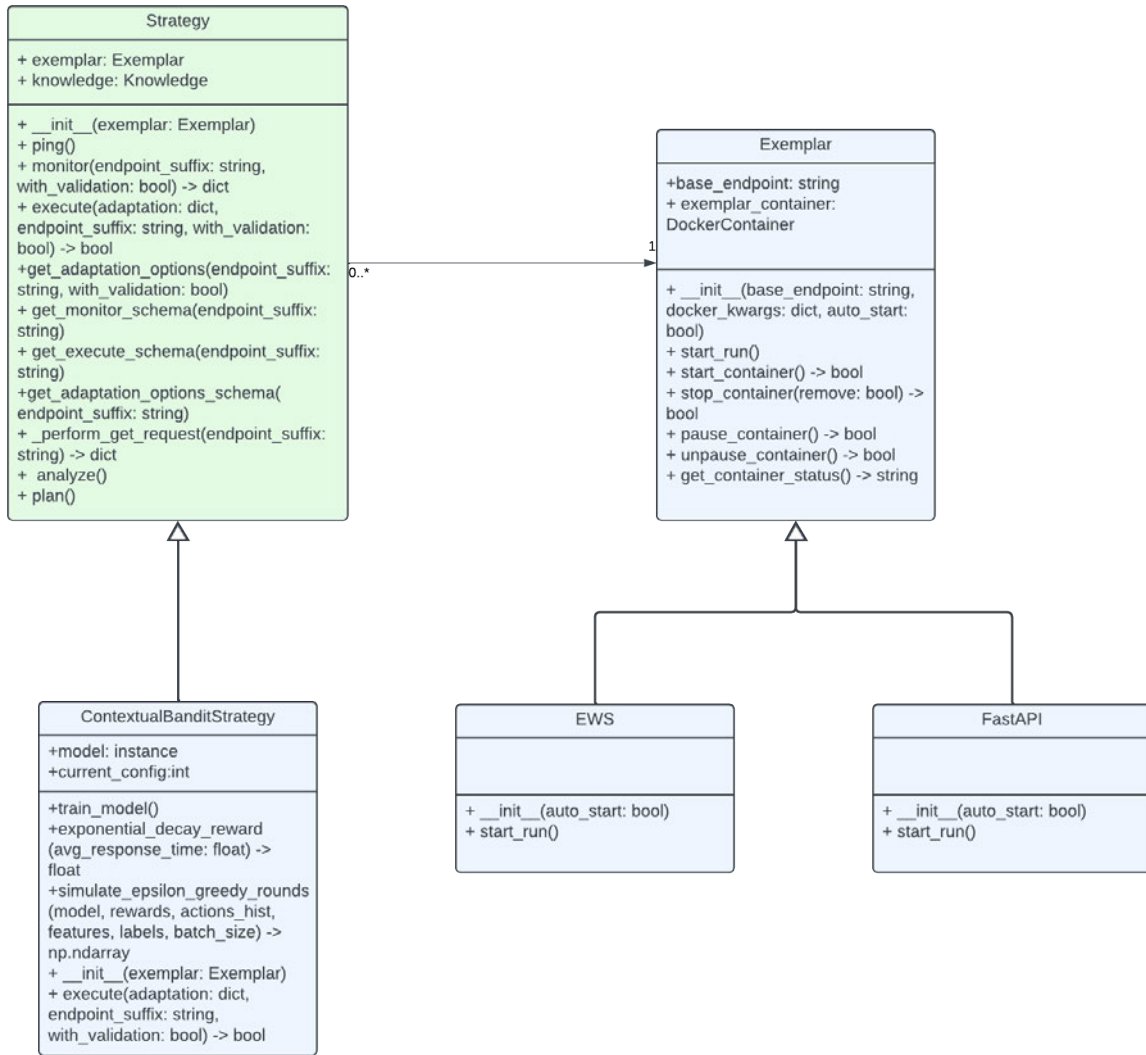 Strategy
+ exemplar: Exemplar
+ knowledge: Knowledge
+ __init__(exemplar: Exemplar)
+ ping()
+ monitor(endpoint_suffix: string,
with_validation: bool) -> dict
+ execute(adaptation: dict,
endpoint_suffix: string, with_validation:
bool) -> bool
+get_adaptation_options(endpoint_suffix:
string, with_validation: bool)
+ get_monitor_schema(endpoint_suffix:
string)
+ get_execute_schema(endpoint_suffix:
string)
+get_adaptation_options_schema(
endpoint_suffix: string)
+ _perform_get_request(endpoint_suffix:
string) -> dict
+ analyze()
+ plan()
0..*
1
Exemplar
+base_endpoint: string
+ exemplar_container:
DockerContainer
+ __init__(base_endpoint: string,
docker_kwargs: dict, auto_start:
bool)
+ start_run()
+ start_container() -> bool
+ stop_container(remove: bool) ->
bool
+ pause_container() -> bool
+ unpause_container() -> bool
+ get_container_status() -> string
ContextualBanditStrategy
+model: instance
+current_config:int
+train_model()
+exponential_decay_reward
(avg_response_time: float) ->
float
+simulate_epsilon_greedy_rounds
(model, rewards, actions_hist,
features, labels, batch_size) ->
np.ndarray
+ __init__(exemplar: Exemplar)
+ execute(adaptation: dict,
endpoint_suffix: string,
with_validation: bool) -> bool
EWS
+ __init__(auto_start: bool)
+ start_run()
FastAPI
+ __init__(auto_start: bool)
+ start_run()